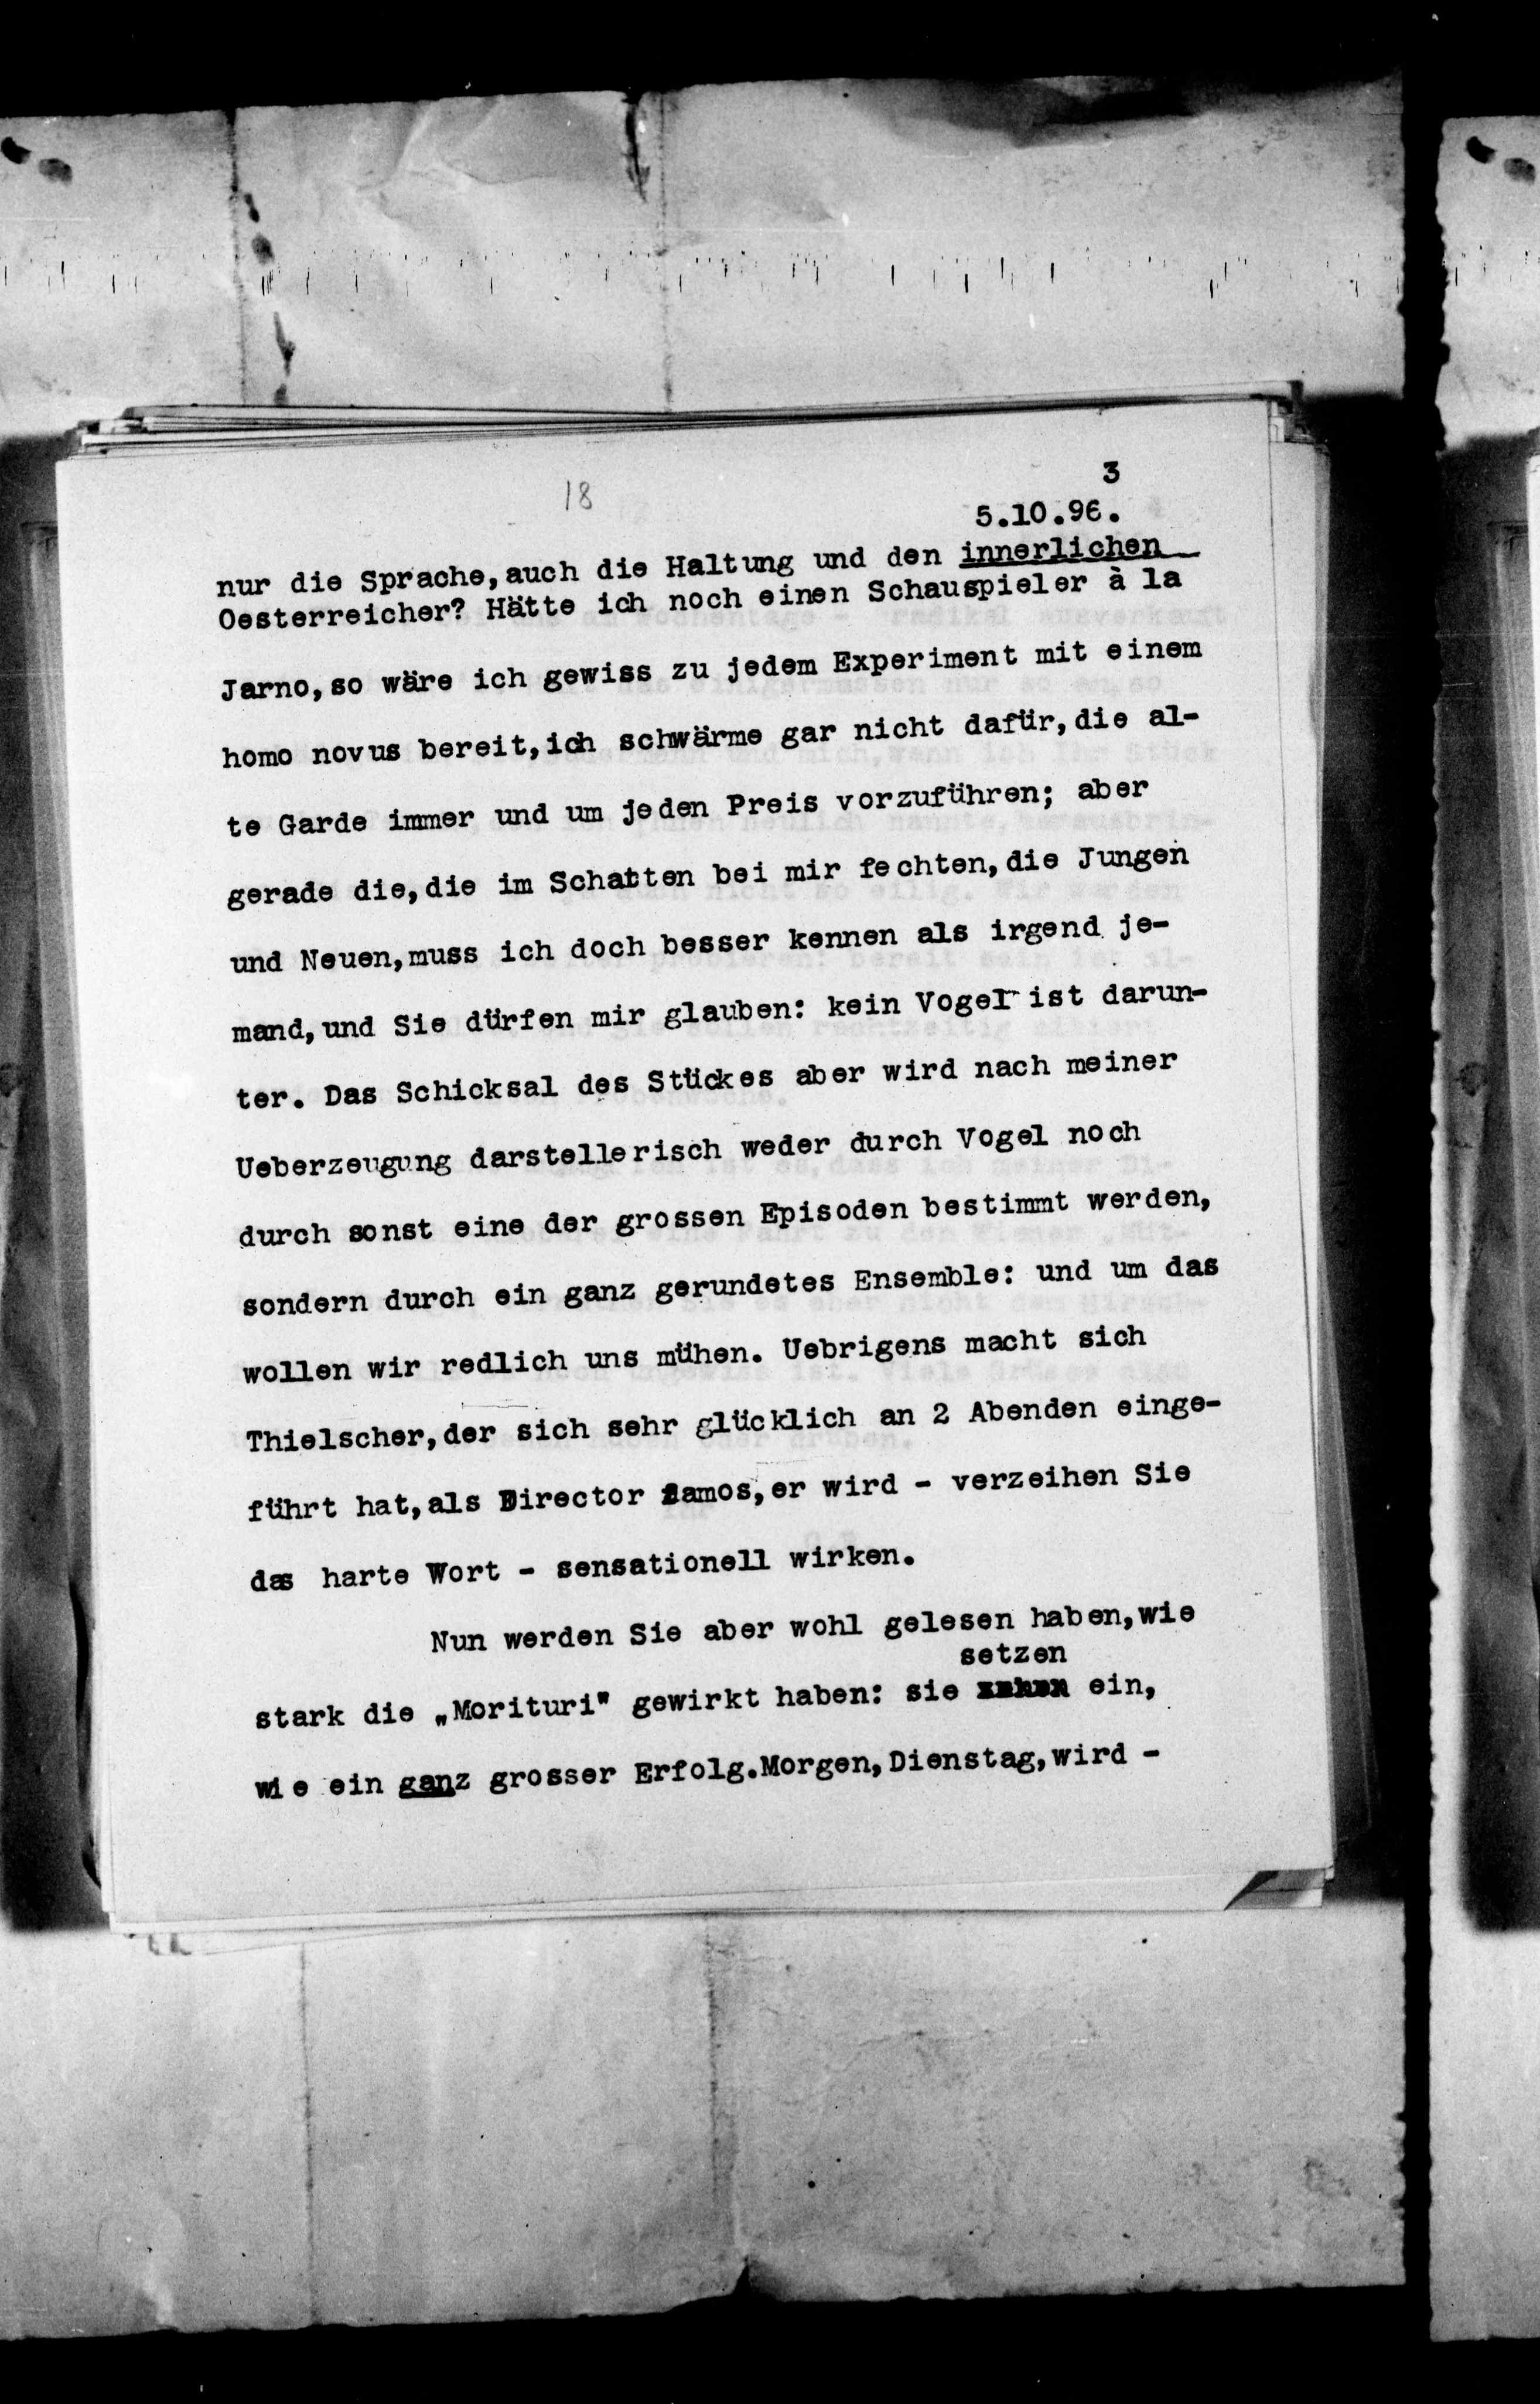 18
3
5.10.96.
nur die Sprache,auch die Haltung und den innerlichen
Oesterreicher? Hätte ich noch einen Schauspieler à la
Jarno,so wäre ich gewiss zu jedem Experiment mit einem
homo novus bereit,ich schwärme gar nicht dafür,die al-
te Garde immer und um jeden Preis vorzuführen; aber
gerade die,die im Schatten bei mir fechten,die Jungen
und Neuen,muss ich doch besser kennen als irgend je-
mand,und Sie dürfen mir glauben: kein Vogel ist darun-
ter. Das Schicksal des Stückes aber wird nach meiner
Ueberzeugung darstellerisch weder durch Vogel noch
durch sonst eine der grossen Episoden bestimmt werden,
sondern durch ein ganz gerundetes Ensemble: und um das
wollen wir redlich uns mühen. Uebrigens macht sich
Thielscher,der sich sehr glücklich an 2 Abenden einge-
führt hat,als Director famos,er wird - verzeihen Sie
das harte Wort - sensationell wirken.
Nun werden Sie aber wohl gelesen haben,wie
setzen
stark die „Morituri" gewirkt haben: sie ein,
wie ein ganz grosser Erfolg.Morgen,Dienstag,wird -